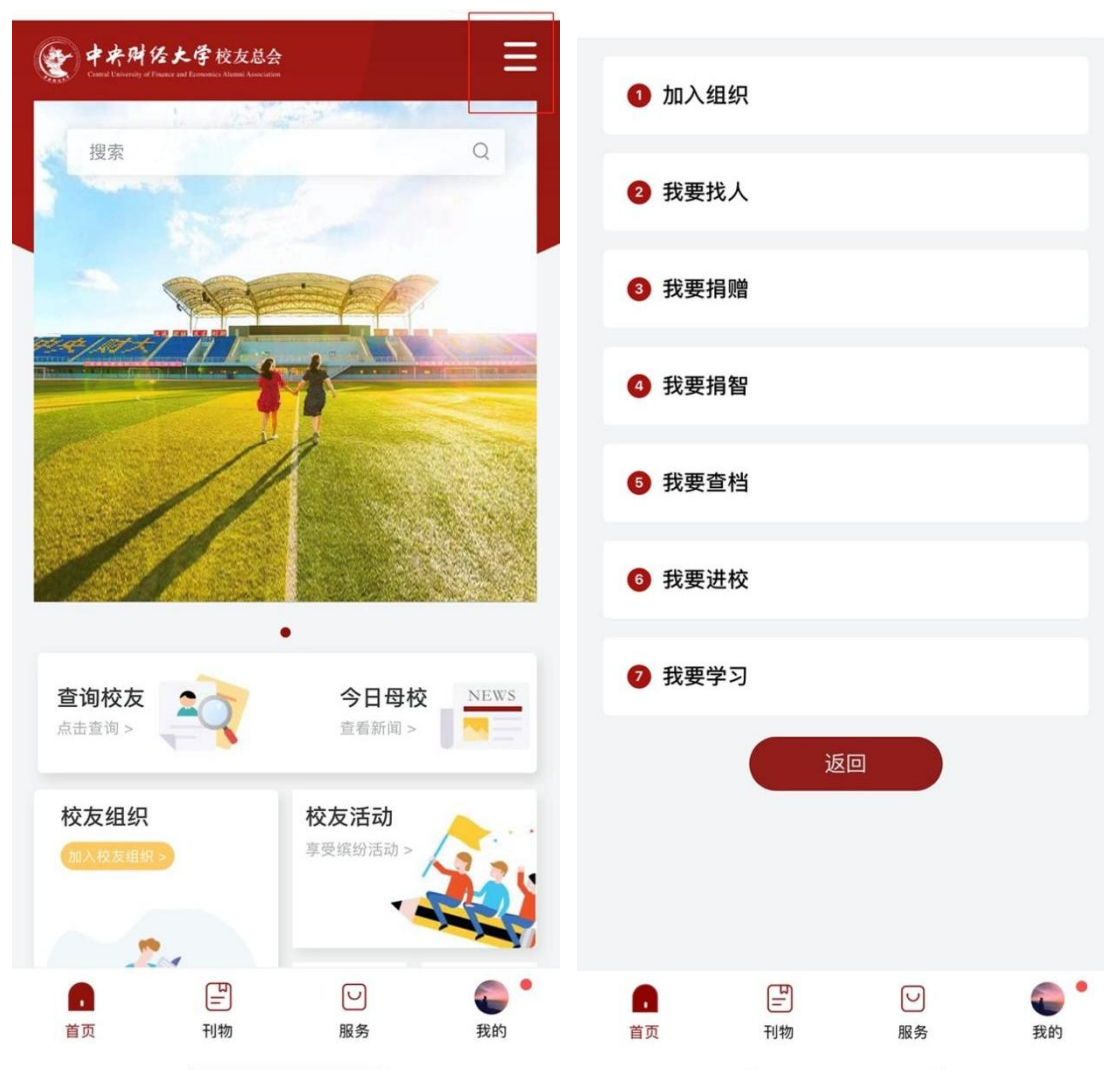 中央财经大学校友总会
Central University of Finance and Economics Alumni Association
搜索
中央财大
查询校友
点击查询 >
今日母校
查看新闻 >
NEWS
校友组织
加入校友组织 >
校友活动
享受缤纷活动 >
首页
刊物
服务
我的
1 加入组织
2 我要找人
3 我要捐赠
4 我要捐智
5 我要查档
6 我要进校
7 我要学习
返回
首页
刊物
服务
我的